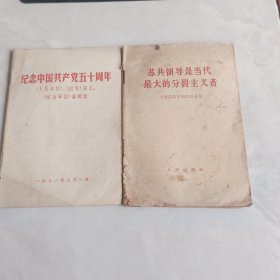 纪念中国共产党五十周年
《人民日报》、《红旗》杂志、
《解放军报》编辑部
一九七一年七月一日
苏共领导是当代
最大的分裂主义者
人民出版社